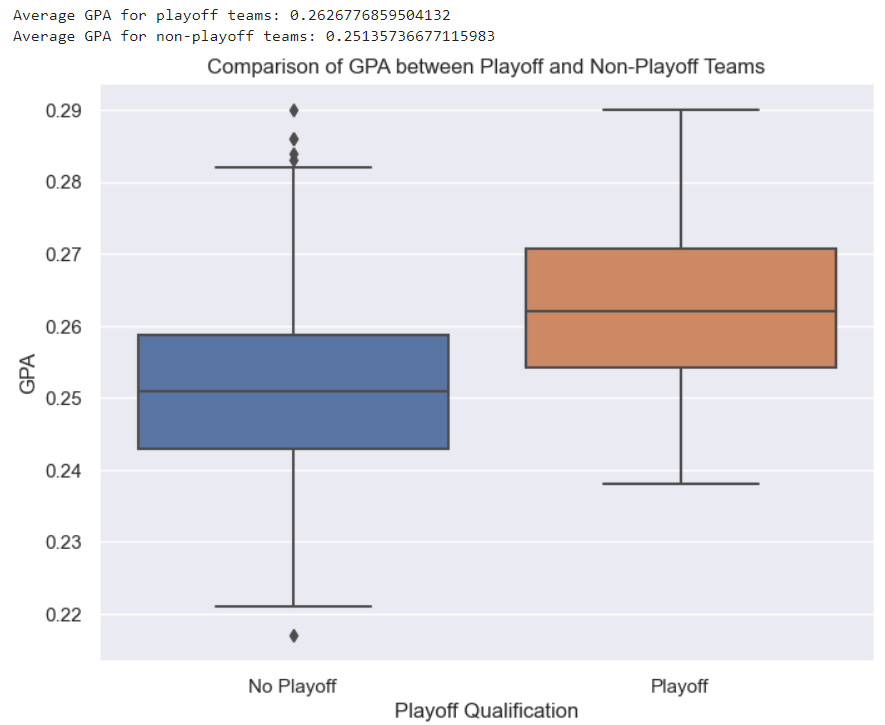 Average GPA for playoff teams: 0.2626776859504132
Average GPA for non-playoff teams: 0.25135736677115983
Comparison of GPA between Playoff and Non-Playoff Teams
0.29
0.28
0.27
0.26
0.25
0.24
0.23
0.22
GPA
No Playoff
Playoff
Playoff Qualification